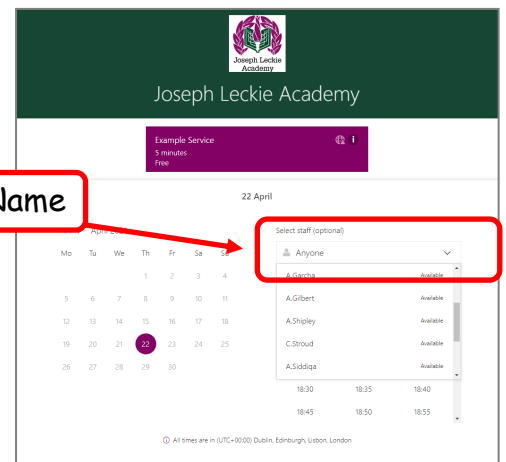 Joseph Leckie
Academy
Joseph Leckie Academy
Example Service
5 minutes
Free
i
22 April
Select staff (optional)
Anyone
Mo Tu We Th Fr Sa
1 2 3 4
5 6 7 8 9 10 11
12 13 14 15 16 17 18
19 20 21 22 23 24 25
26 27 28 29 30
A.Garcha Available
A.Gilbert Available
A.Shipley Available
C.Stroud Available
A.Siddiqa Available
18:30 18:35 18:40
18:45 18:50 18:55
All times are in (UTC+00:00) Dublin, Edinburgh, Lisbon, London